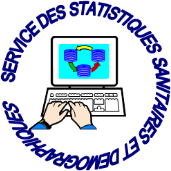 SERVICE DES STATISTIQUES SANITAIRES ET DEMOGRAPHIQUES